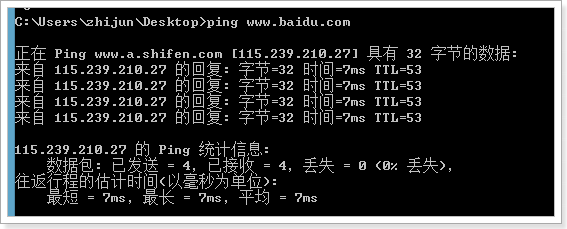 C:\Users\zhijun\Desktop>ping www.baidu.com
正在 Ping www.a.shifen.com [115.239.210.27] 具有 32 字节的数据:
来自 115.239.210.27 的回复: 字节=32 时间=7ms TTL=53
来自 115.239.210.27 的回复: 字节=32 时间=7ms TTL=53
来自 115.239.210.27 的回复: 字节=32 时间=7ms TTL=53
来自 115.239.210.27 的回复: 字节=32 时间=7ms TTL=53
115.239.210.27 的 Ping 统计信息:
数据包: 已发送 = 4, 已接收 = 4, 丢失 = 0 (0% 丢失),
往返行程的估计时间(以毫秒为单位):
最短 = 7ms, 最长 = 7ms, 平均 = 7ms